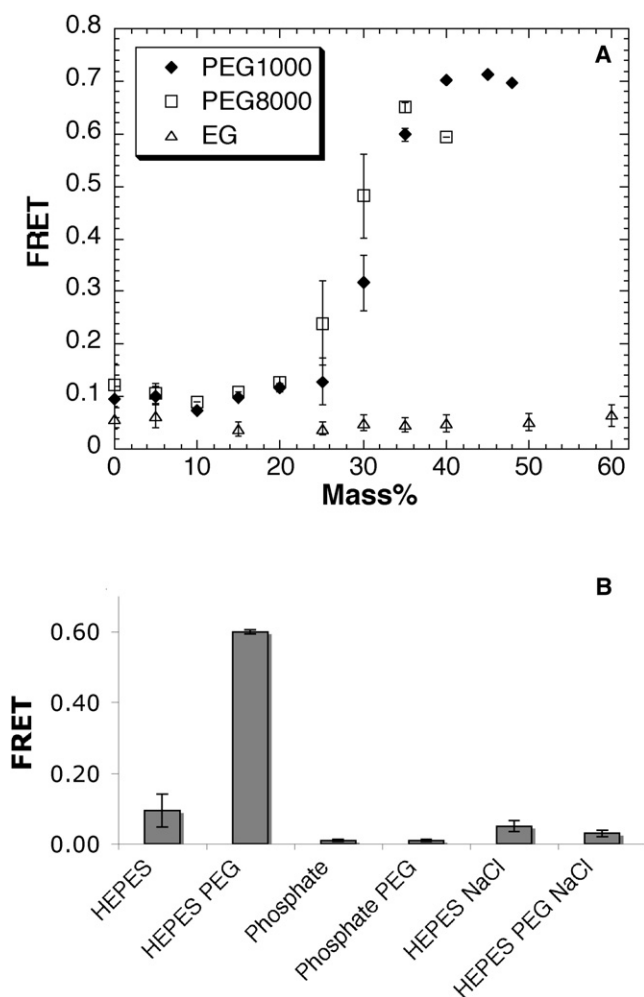 A
PEG1000
PEG8000
EG
0.8
0.7
0.6
0.5
0.4
0.3
0.2
0.1
0
FRET
0 10 20 30 40 50 60
Mass%
B
0.60
0.40
0.20
0.00
FRET
HEPES
HEPES PEG
Phosphate
Phosphate PEG
HEPES NaCl
HEPES PEG NaCl